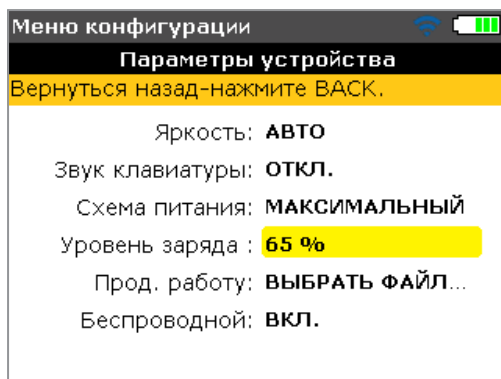 Меню конфигурации
Параметры устройства
Вернуться назад-нажмите BACK.
Яркость: АВТО
Звук клавиатуры: ОТКЛ.
Схема питания: МАКСИМАЛЬНЫЙ
Уровень заряда : 65 %
Прод. работу: ВЫБРАТЬ ФАЙЛ...
Беспроводной: ВКЛ.